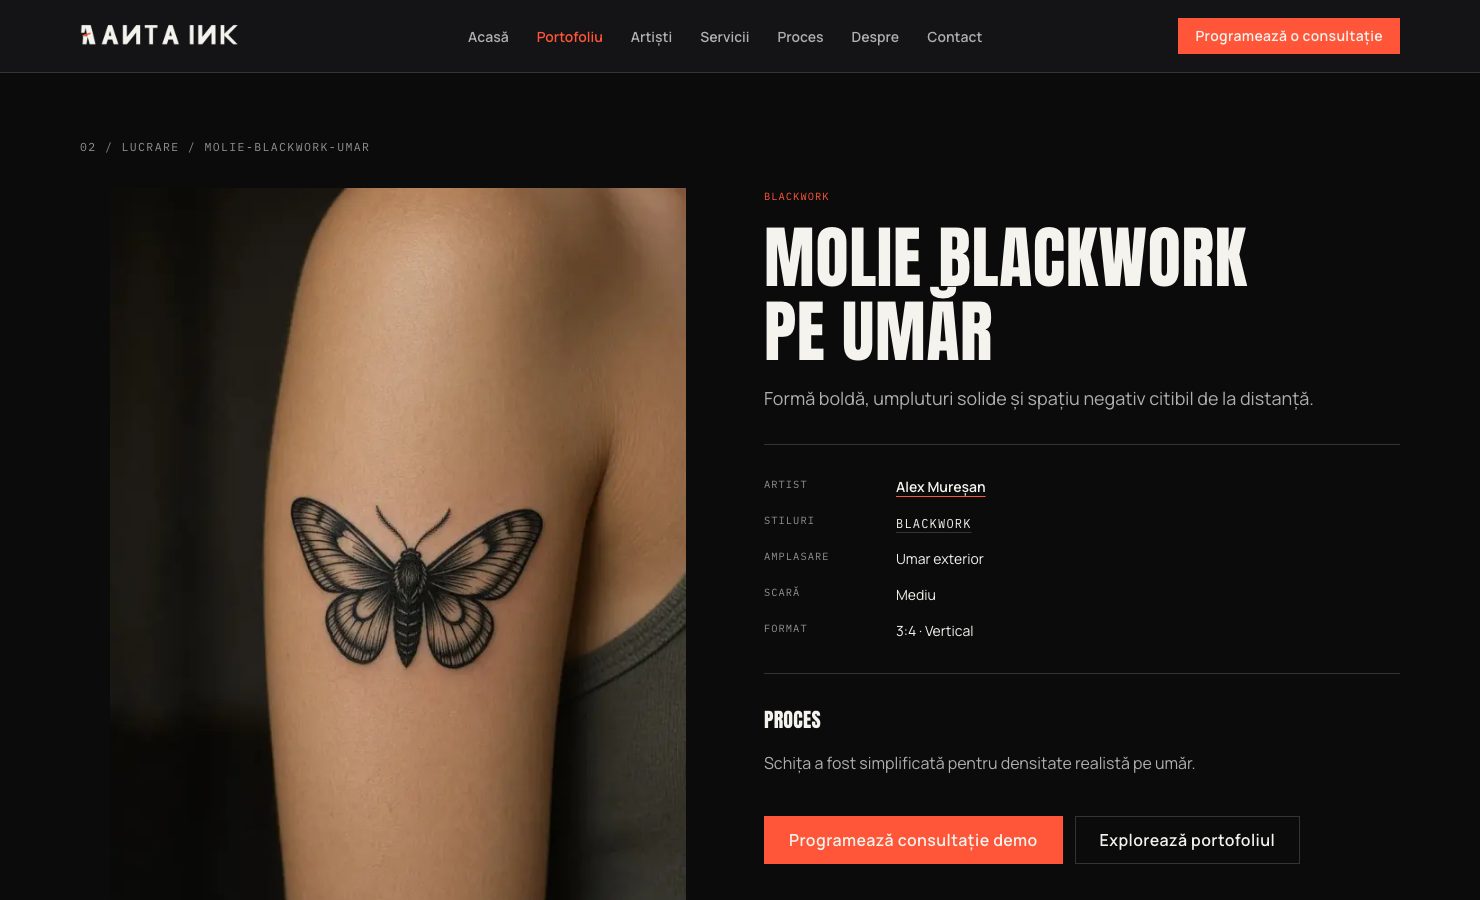 ANTA INK
Acasă Portofoliu Artiști Servicii Proces Despre Contact
Programează o consultație
02 / LUCRARE / MOLIE-BLACKWORK-UMAR
BLACKWORK
MOLIE BLACKWORK
PE UMĂR
Formă boldă, umpluturi solide și spațiu negativ citibil de la distanță.
ARTIST Alex Mureșan
STILURI BLACKWORK
AMPLASARE Umar exterior
SCARĂ Mediu
FORMAT 3:4 · Vertical
PROCES
Schița a fost simplificată pentru densitate realistă pe umăr.
Programează consultație demo
Explorează portofoliul